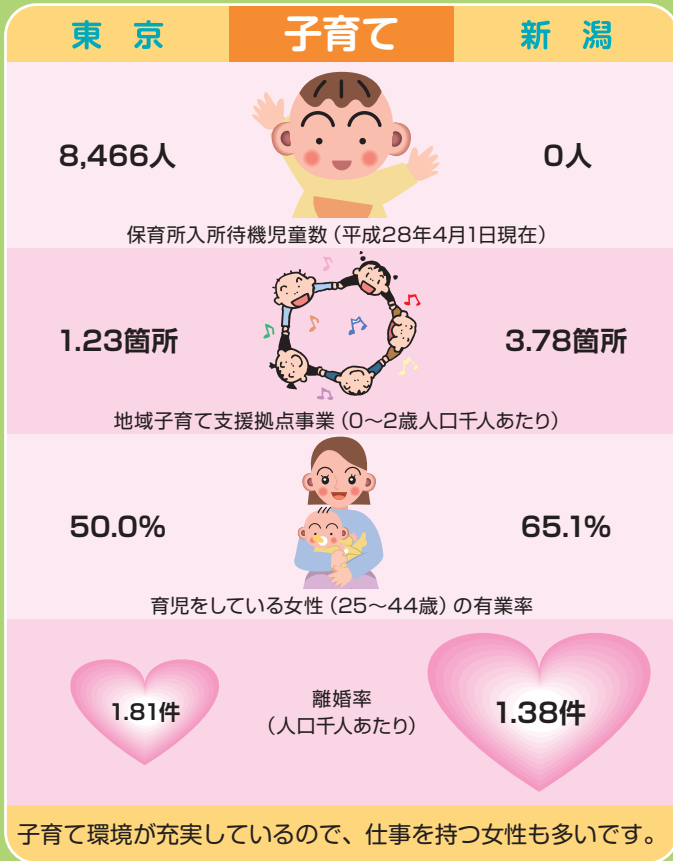 東京 子育て 新潟
8,466人 0人
保育所入所待機児童数(平成28年4月1日現在)
1.23箇所 3.78箇所
地域子育て支援拠点事業(0〜2歳人口千人あたり)
50.0% 65.1%
育児をしている女性(25〜44歳)の有業率
1.81件 離婚率 1.38件
(人口千人あたり)
子育て環境が充実しているので、仕事を持つ女性も多いです。